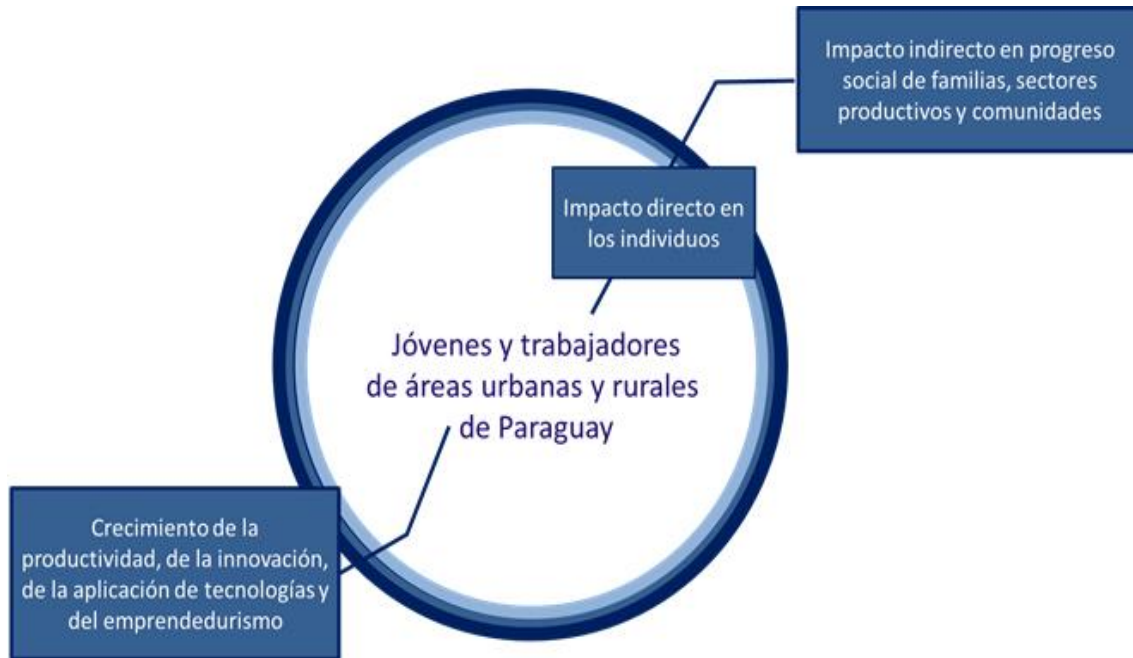 Impacto indirecto en progreso
social de familias, sectores
productivos y comunidades
Impacto directo en
los individuos
Jóvenes y trabajadores
de áreas urbanas y rurales
de Paraguay
Crecimiento de la
productividad, de la innovación,
de la aplicación de tecnologías y
del emprendedurismo